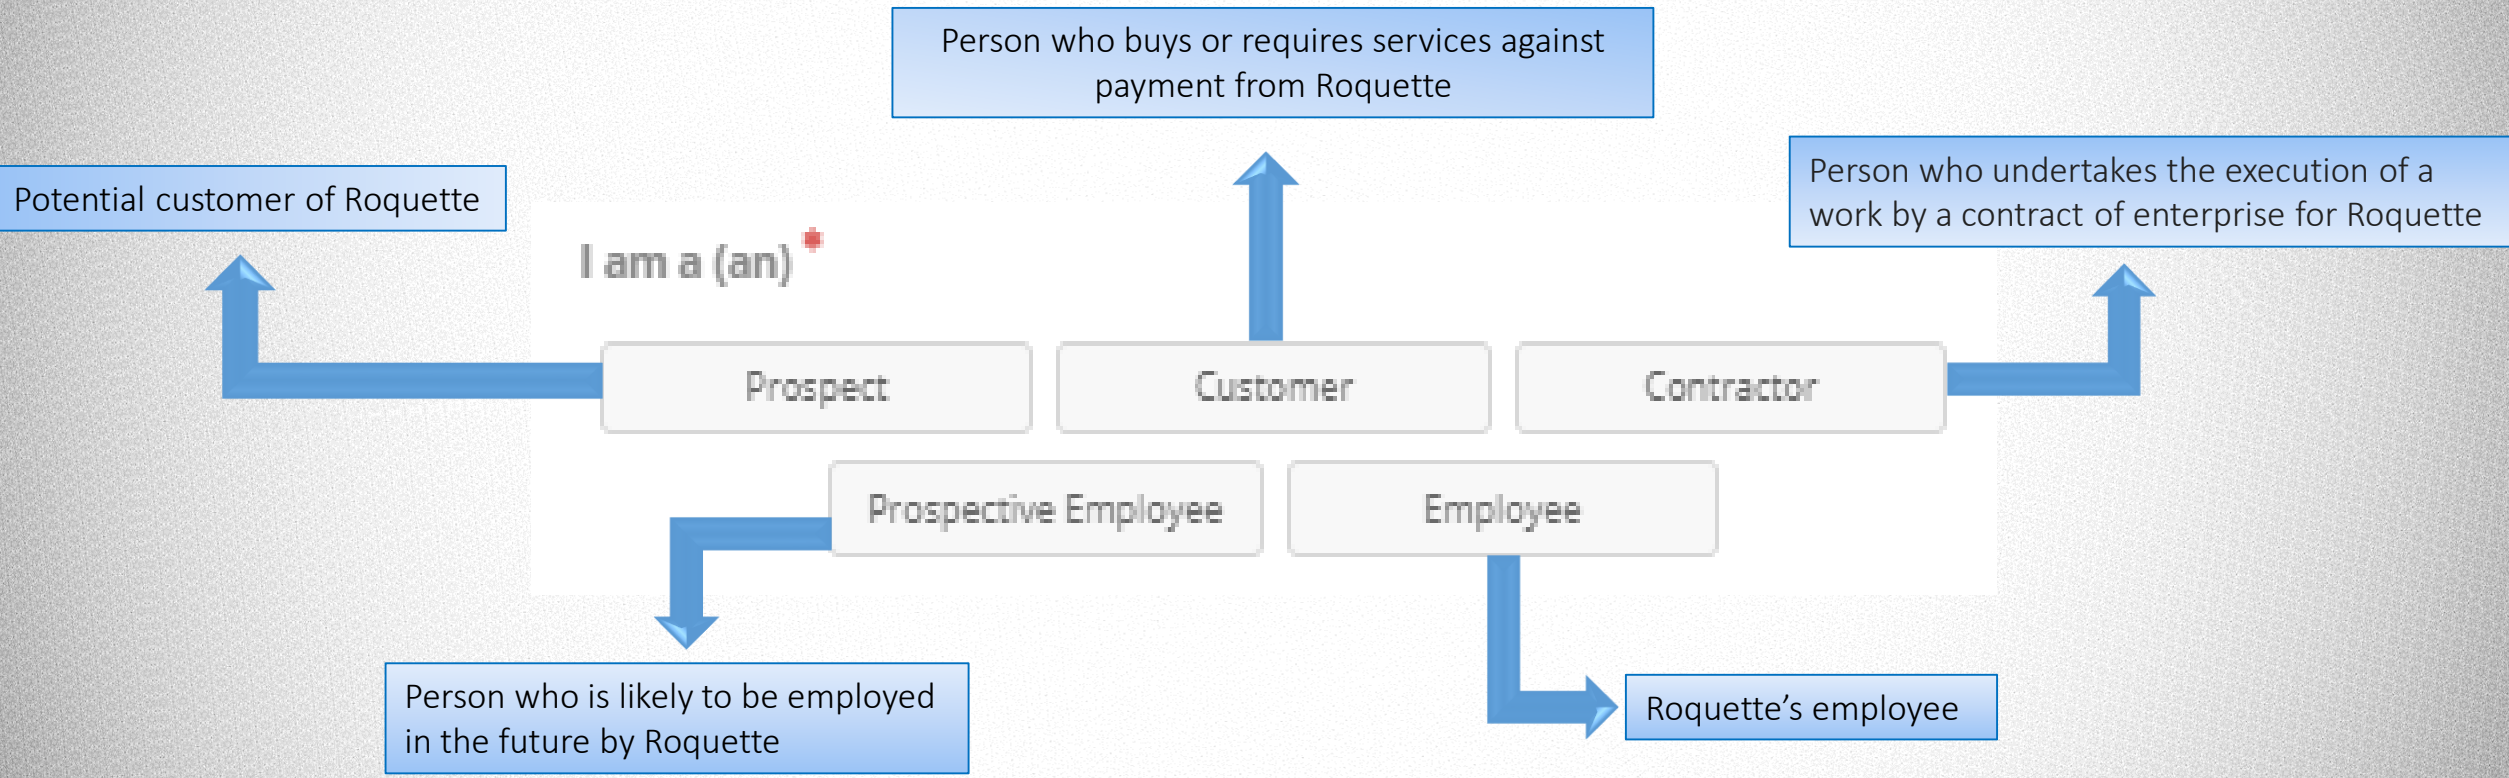 Person who buys or requires services against
payment from Roquette
Potential customer of Roquette
Person who undertakes the execution of a
work by a contract of enterprise for Roquette
I am a (an) *
Prospect
Customer
Contractor
Prospective Employee
Employee
Person who is likely to be employed
in the future by Roquette
Roquette’s employee